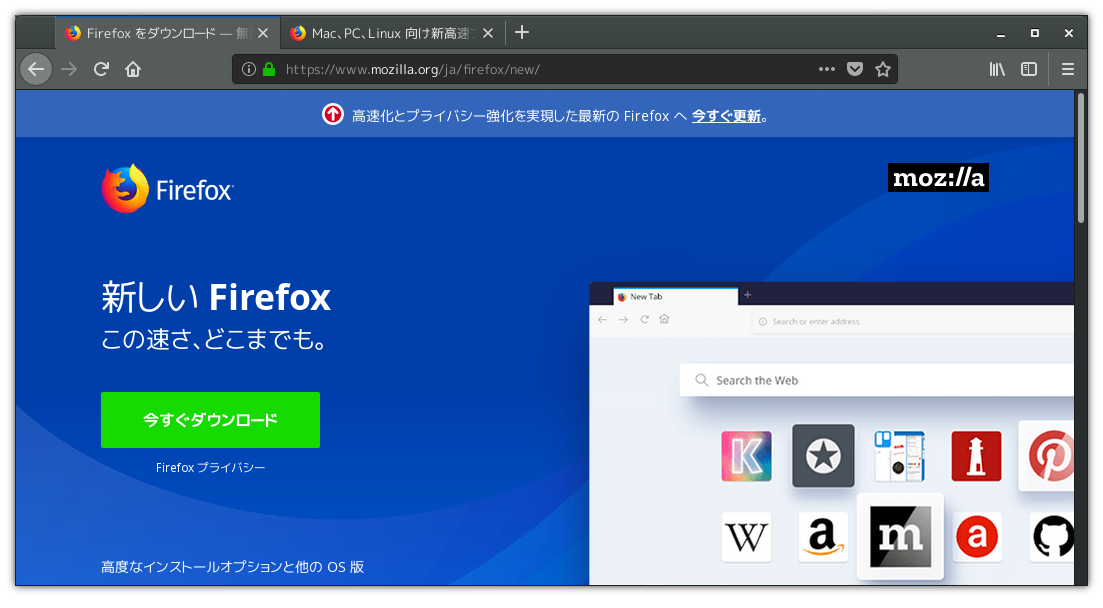 Firefox をダウンロード — 無
Mac、PC、Linux 向け新高速
https://www.mozilla.org/ja/firefox/new/
高速化とプライバシー強化を実現した最新の Firefox へ 今すぐ更新。
Firefox
moz://a
新しい Firefox
この速さ、どこまでも。
今すぐダウンロード
Firefox プライバシー
高度なインストールオプションと他の OS 版
New Tab
Search or enter address
Search the Web
K
W
a
m
a